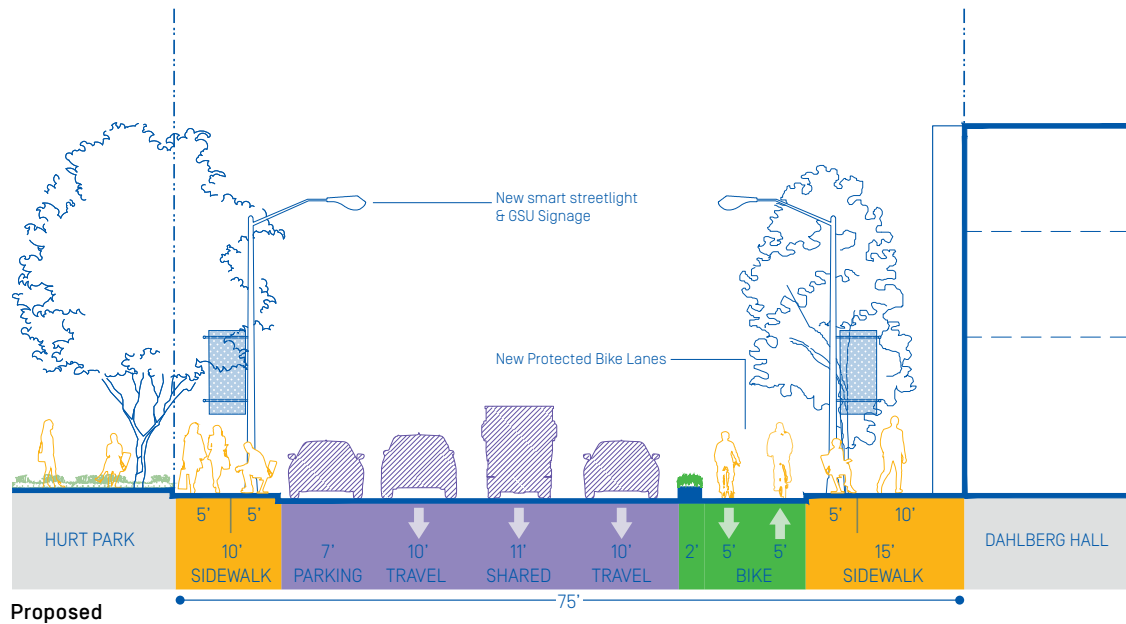 New smart streetlight
& GSU Signage
New Protected Bike Lanes
5' 5' 5' 10'
HURT PARK
10' 7' 10' 11' 10' 2' 5' 5' 15'
SIDEWALK PARKING TRAVEL SHARED TRAVEL BIKE SIDEWALK
DAHLBERG HALL
75'
Proposed